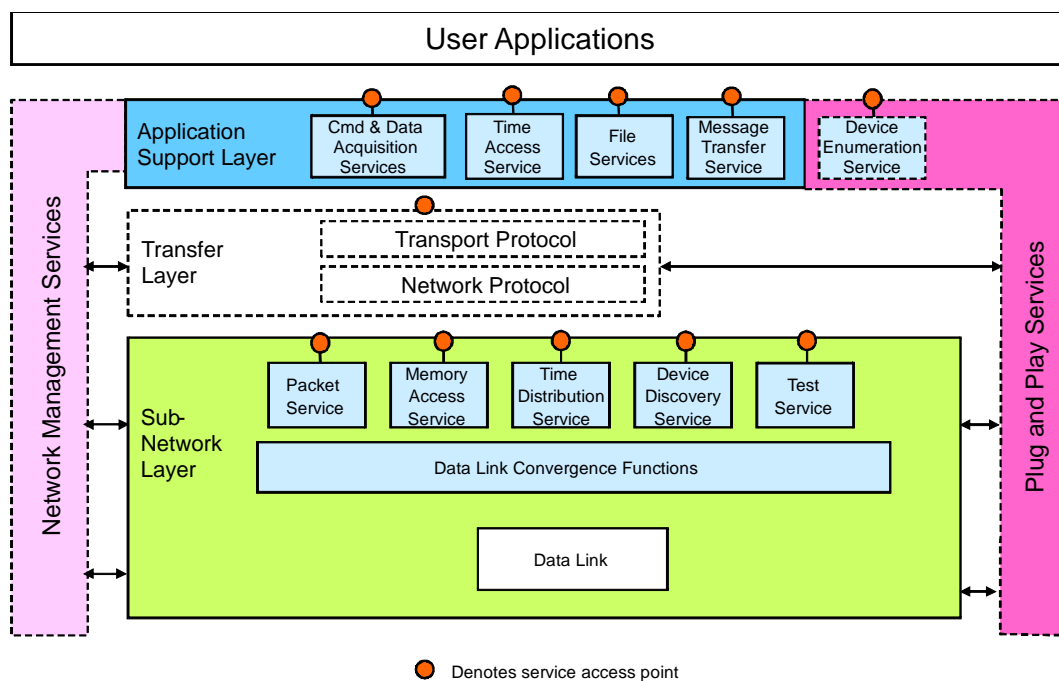 User Applications
Network Management Services
Application
Support Layer
Cmd & Data
Acquisition
Services
Time
Access
Service
File
Services
Message
Transfer
Service
Device
Enumeration
Service
Transfer
Layer
Transport Protocol
Network Protocol
Plug and Play Services
Sub-
Network
Layer
Packet
Service
Memory
Access
Service
Time
Distribution
Service
Device
Discovery
Service
Test
Service
Data Link Convergence Functions
Data Link
Denotes service access point